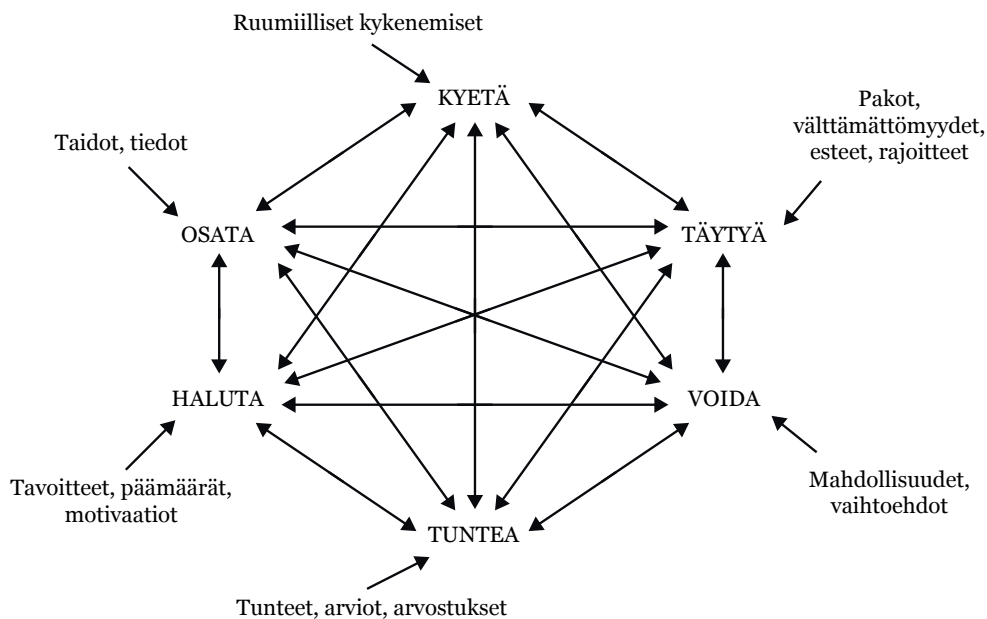 Ruumiilliset kykenemiset
KYETÄ
Pakot,
välttämättömyydet,
esteet, rajoitteet
Taidot, tiedot
OSATA
TÄYTYÄ
HALUTA
VOIDA
Tavoitteet, päämäärät,
motivaatiot
Mahdollisuudet,
vaihtoehdot
TUNTEA
Tunteet, arviot, arvostukset